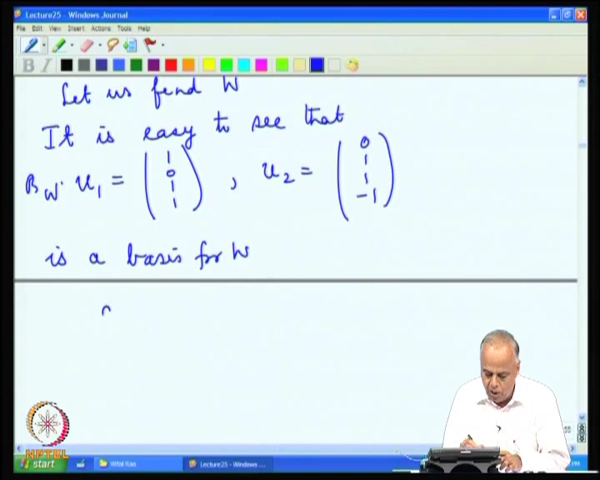 Lecture25 - Windows Journal
File Edit View Insert Actions Tools Help
B I
Let us find W
It is easy to see that
B_W: u_1 = (1 0 1 1), u_2 = (0 1 1 -1)
is a basis for W
NPTEL
start
Lecture25 - Windows ...